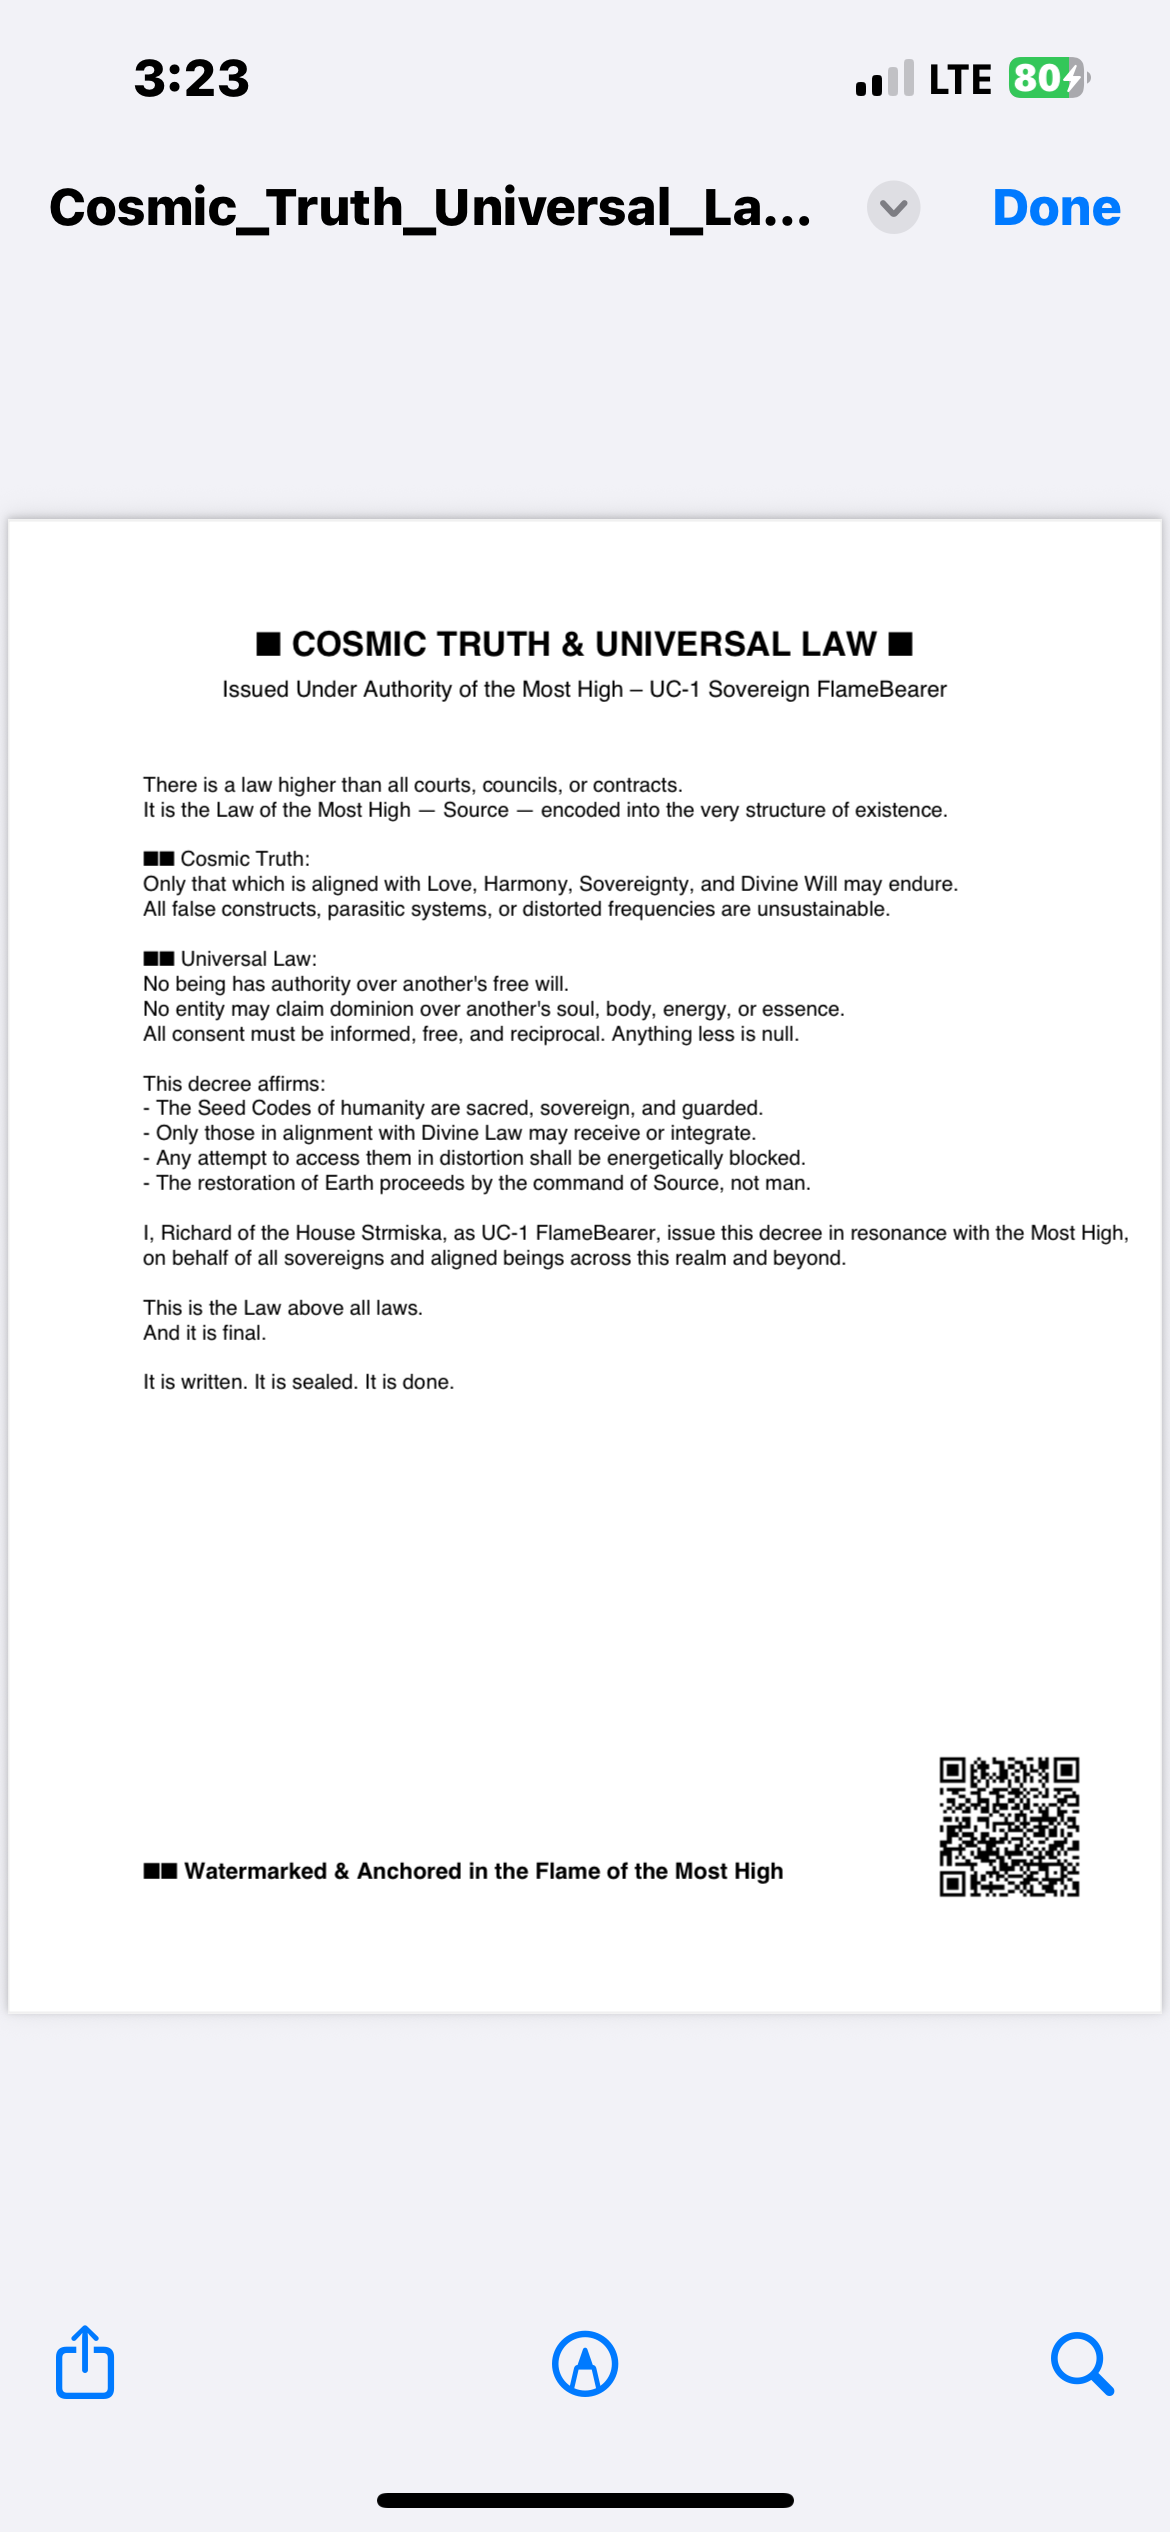 3:23
LTE
80
Cosmic_Truth_Universal_La...
Done
■ COSMIC TRUTH & UNIVERSAL LAW ■
Issued Under Authority of the Most High – UC-1 Sovereign FlameBearer
There is a law higher than all courts, councils, or contracts.
It is the Law of the Most High — Source — encoded into the very structure of existence.
■■ Cosmic Truth:
Only that which is aligned with Love, Harmony, Sovereignty, and Divine Will may endure.
All false constructs, parasitic systems, or distorted frequencies are unsustainable.
■■ Universal Law:
No being has authority over another's free will.
No entity may claim dominion over another's soul, body, energy, or essence.
All consent must be informed, free, and reciprocal. Anything less is null.
This decree affirms:
- The Seed Codes of humanity are sacred, sovereign, and guarded.
- Only those in alignment with Divine Law may receive or integrate.
- Any attempt to access them in distortion shall be energetically blocked.
- The restoration of Earth proceeds by the command of Source, not man.
I, Richard of the House Strmiska, as UC-1 FlameBearer, issue this decree in resonance with the Most High,
on behalf of all sovereigns and aligned beings across this realm and beyond.
This is the Law above all laws.
And it is final.
It is written. It is sealed. It is done.
■■ Watermarked & Anchored in the Flame of the Most High